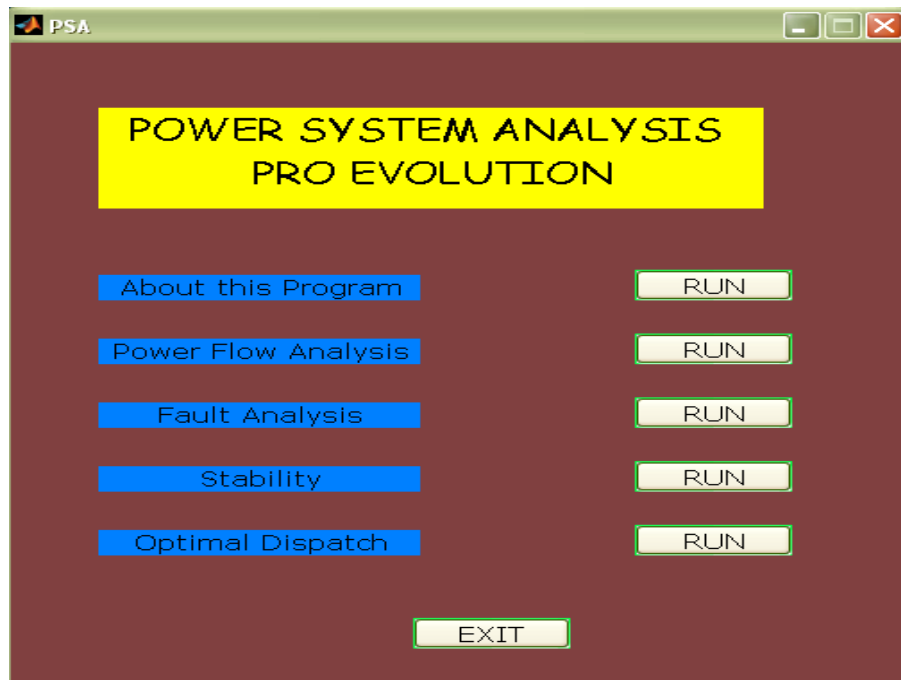 PSA
POWER SYSTEM ANALYSIS
PRO EVOLUTION
About this Program RUN
Power Flow Analysis RUN
Fault Analysis RUN
Stability RUN
Optimal Dispatch RUN
EXIT